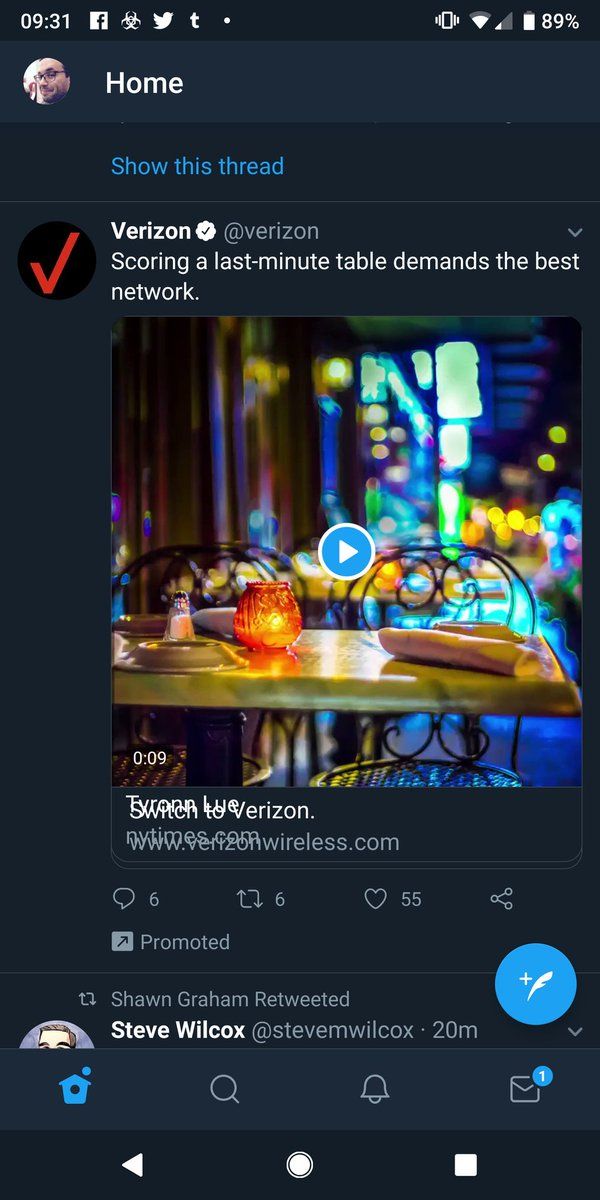 09:31
89%
Home
Show this thread
Verizon @verizon
Scoring a last-minute table demands the best
network.
0:09
Tyronn Lue
Switch to Verizon.
nytimes.com
www.verizonwireless.com
6 6 55
Promoted
Shawn Graham Retweeted
Steve Wilcox @stevemwilcox · 20m
1